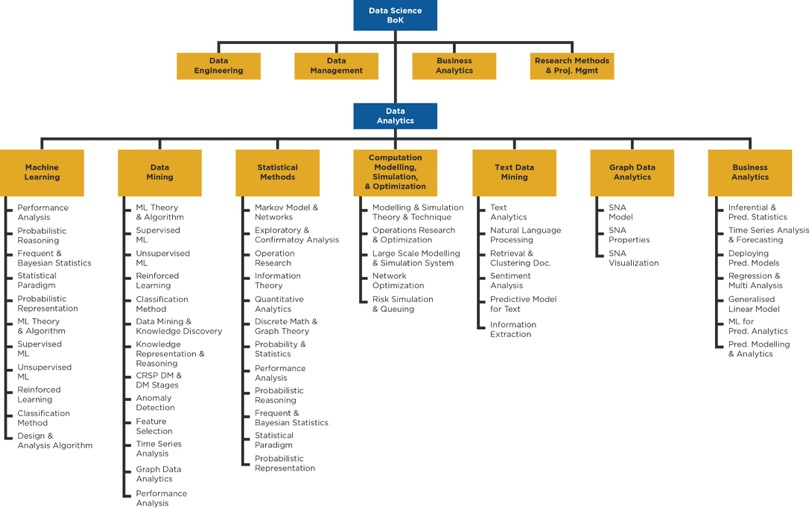 Data Science
BoK
Data
Engineering
Data
Management
Business
Analytics
Research Methods
& Proj. Mgmt
Data
Analytics
Machine
Learning
Performance
Analysis
Probabilistic
Reasoning
Frequent &
Bayesian Statistics
Statistical
Paradigm
Probabilistic
Representation
ML Theory
& Algorithm
Supervised
ML
Unsupervised
ML
Reinforced
Learning
Classification
Method
Design &
Analysis Algorithm
Data
Mining
ML Theory
& Algorithm
Supervised
ML
Unsupervised
ML
Reinforced
Learning
Classification
Method
Data Mining &
Knowledge Discovery
Knowledge
Representation &
Reasoning
CRSP DM &
DM Stages
Anomaly
Detection
Feature
Selection
Time Series
Analysis
Graph Data
Analytics
Performance
Analysis
Statistical
Methods
Markov Model &
Networks
Exploratory &
Confirmatoy Analysis
Operation
Research
Information
Theory
Quantitative
Analytics
Discrete Math &
Graph Theory
Probability &
Statistics
Performance
Analysis
Probabilistic
Reasoning
Frequent &
Bayesian Statistics
Statistical
Paradigm
Probabilistic
Representation
Computation
Modelling,
Simulation,
& Optimization
Modelling & Simulation
Theory & Technique
Operations Research
& Optimization
Large Scale Modelling
& Simulation System
Network
Optimization
Risk Simulation
& Queuing
Text Data
Mining
Text
Analytics
Natural Language
Processing
Retrieval &
Clustering Doc.
Sentiment
Analysis
Predictive Model
for Text
Information
Extraction
Graph Data
Analytics
SNA
Model
SNA
Properties
SNA
Visualization
Business
Analytics
Inferential &
Pred. Statistics
Time Series Analysis
& Forecasting
Deploying
Pred. Models
Regression &
Multi Analysis
Generalised
Linear Model
ML for
Pred. Analytics
Pred. Modelling
& Analytics